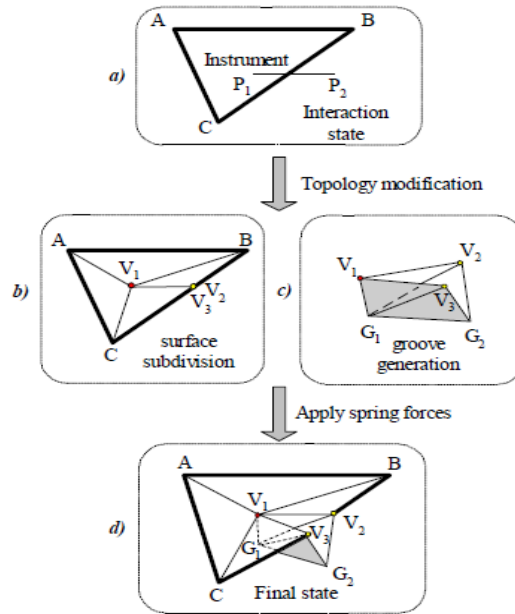 A
B
a)
Instrument
P1
P2
C
Interaction
state
Topology modification
A
B
V1
b)
V2
V3
C
surface
subdivision
c)
V1
V2
V3
G1
G2
groove
generation
Apply spring forces
A
B
V1
V2
d)
V3
G1
G2
C
Final state